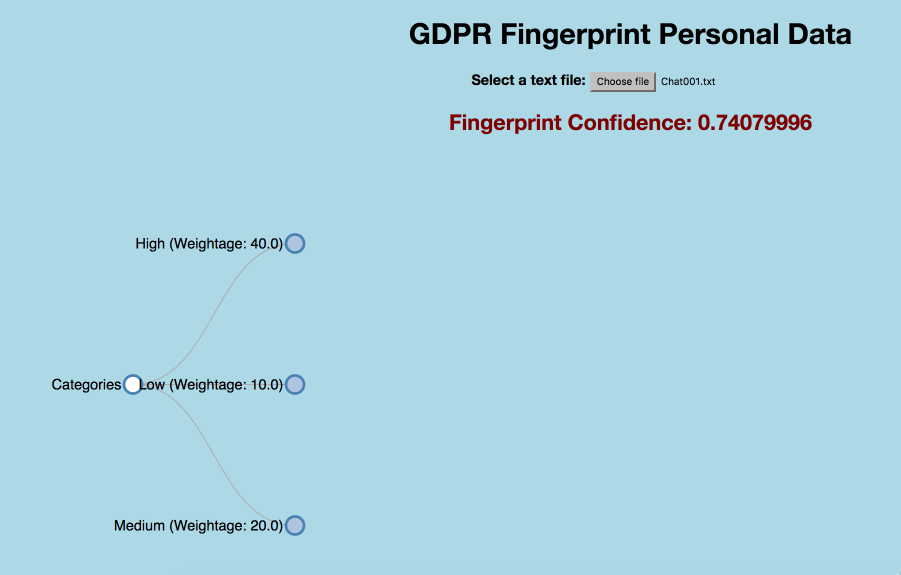 GDPR Fingerprint Personal Data
Select a text file: Choose file Chat001.txt
Fingerprint Confidence: 0.74079996
High (Weightage: 40.0)
Categories Low (Weightage: 10.0)
Medium (Weightage: 20.0)